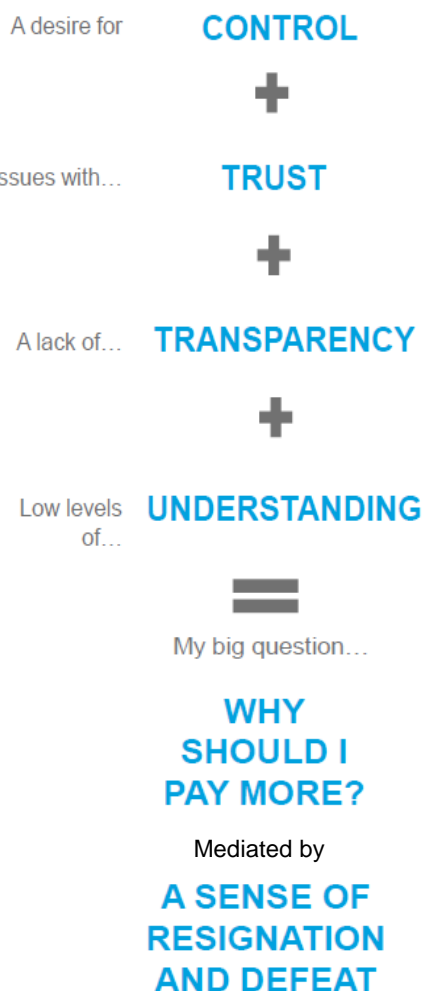 A desire for CONTROL
+
ssues with… TRUST
+
A lack of… TRANSPARENCY
+
Low levels UNDERSTANDING
of…
=
My big question…
WHY
SHOULD I
PAY MORE?
Mediated by
A SENSE OF
RESIGNATION
AND DEFEAT